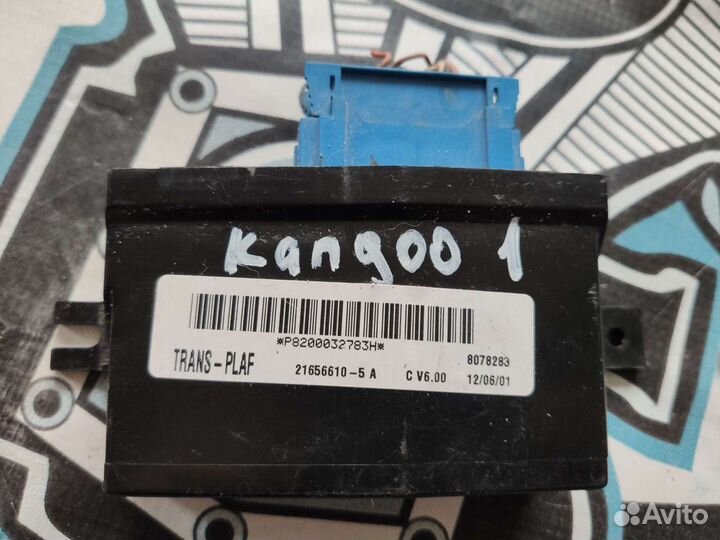 Kangoo 1
*P8200032783H*
8078283
TRANS-PLAF 21656610-5 A C V6.00 12/06/01
Avito